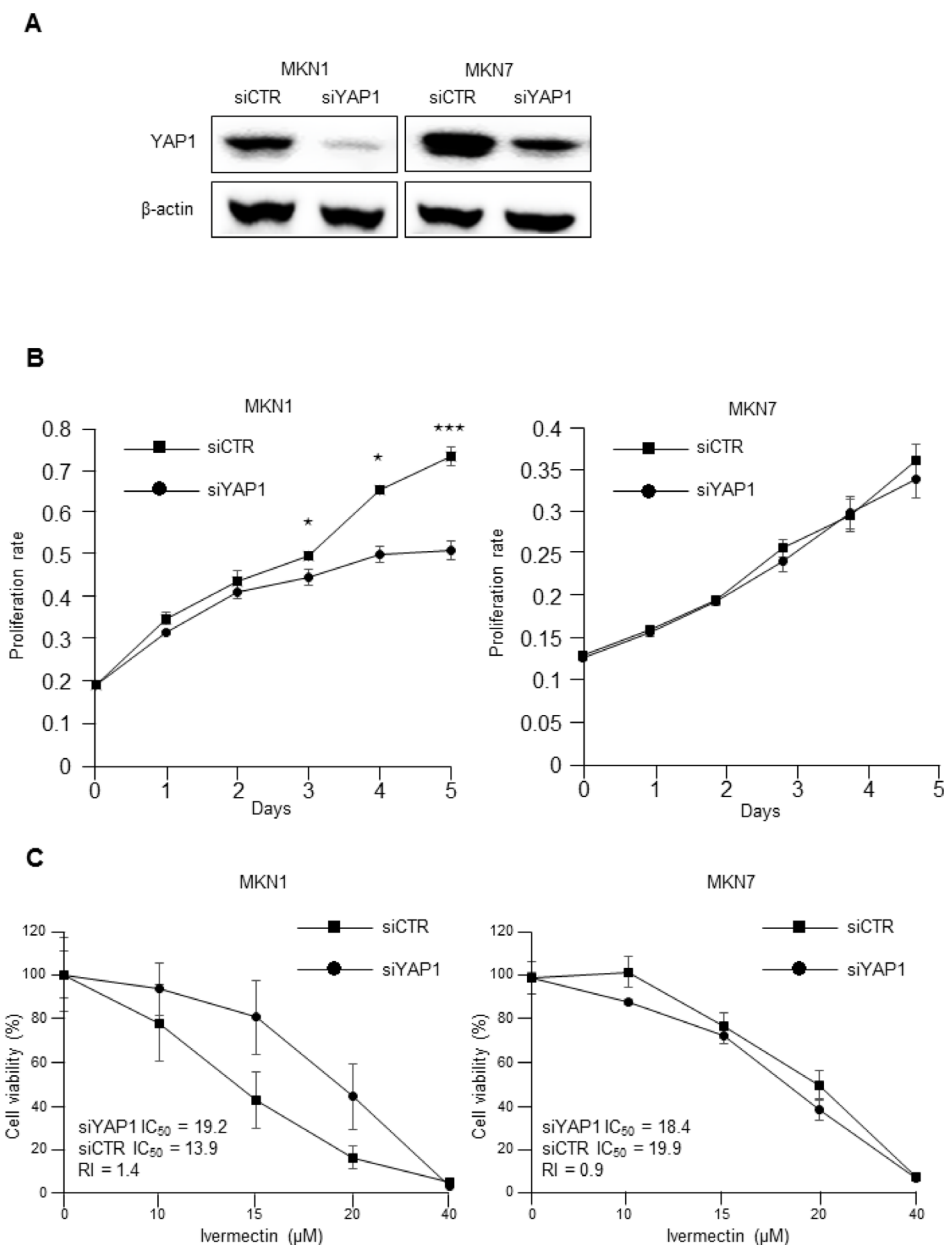 A
MKN1 MKN7
siCTR siYAP1 siCTR siYAP1
YAP1
β-actin
B
MKN1
siCTR
siYAP1
* * ***
Proliferation rate
0.8
0.7
0.6
0.5
0.4
0.3
0.2
0.1
0
0 1 2 3 4 5
Days
MKN7
siCTR
siYAP1
Proliferation rate
0.4
0.35
0.3
0.25
0.2
0.15
0.1
0.05
0
0 1 2 3 4 5
Days
C
MKN1
siCTR
siYAP1
Cell viability (%)
120
100
80
60
40
20
0
siYAP1 IC50 = 19.2
siCTR IC50 = 13.9
RI = 1.4
0 10 15 20 40
Ivermectin (μM)
MKN7
siCTR
siYAP1
Cell viability (%)
120
100
80
60
40
20
0
siYAP1 IC50 = 18.4
siCTR IC50 = 19.9
RI = 0.9
0 10 15 20 40
Ivermectin (μM)